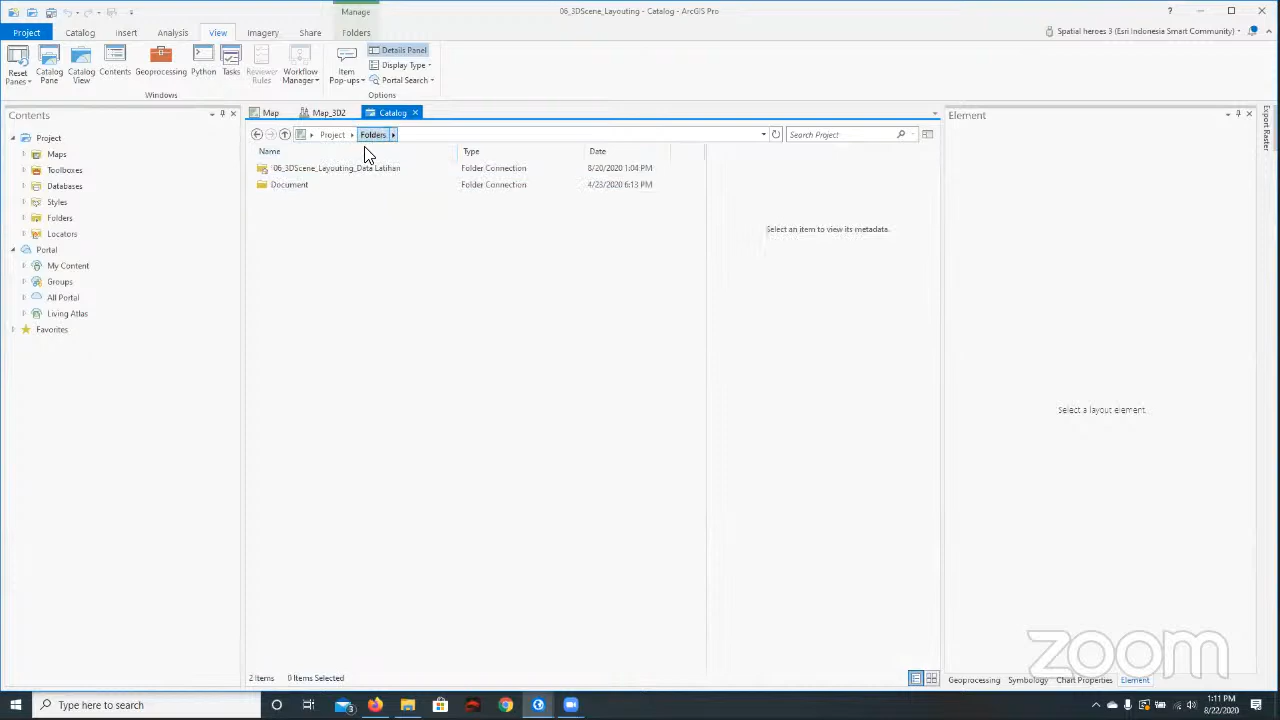 Manage
06_3DScene_Layouting - Catalog - ArcGIS Pro
Project Catalog Insert Analysis View Imagery Share Folders
Spatial heroes 3 (Esri Indonesia Smart Community)
Reset Panes
Catalog Pane
Catalog View
Contents
Geoprocessing
Python
Tasks
Reviewer Rules
Workflow Manager
Item Pop-ups
Details Panel
Display Type
Portal Search
Windows
Options
Contents
Project
Maps
Toolboxes
Databases
Styles
Folders
Locators
Portal
My Content
Groups
All Portal
Living Atlas
Favorites
Map Map_3D2 Catalog
Project Folders
Search Project
Name Type Date
06_3DScene_Layouting_Data Latihan Folder Connection 8/20/2020 1:04 PM
Document Folder Connection 4/23/2020 6:13 PM
Select an item to view its metadata.
2 Items 0 Items Selected
Element
Select a layout element.
Export Raster
Geoprocessing Symbology Chart Properties Element
zoom
Type here to search
3
1:11 PM
8/22/2020